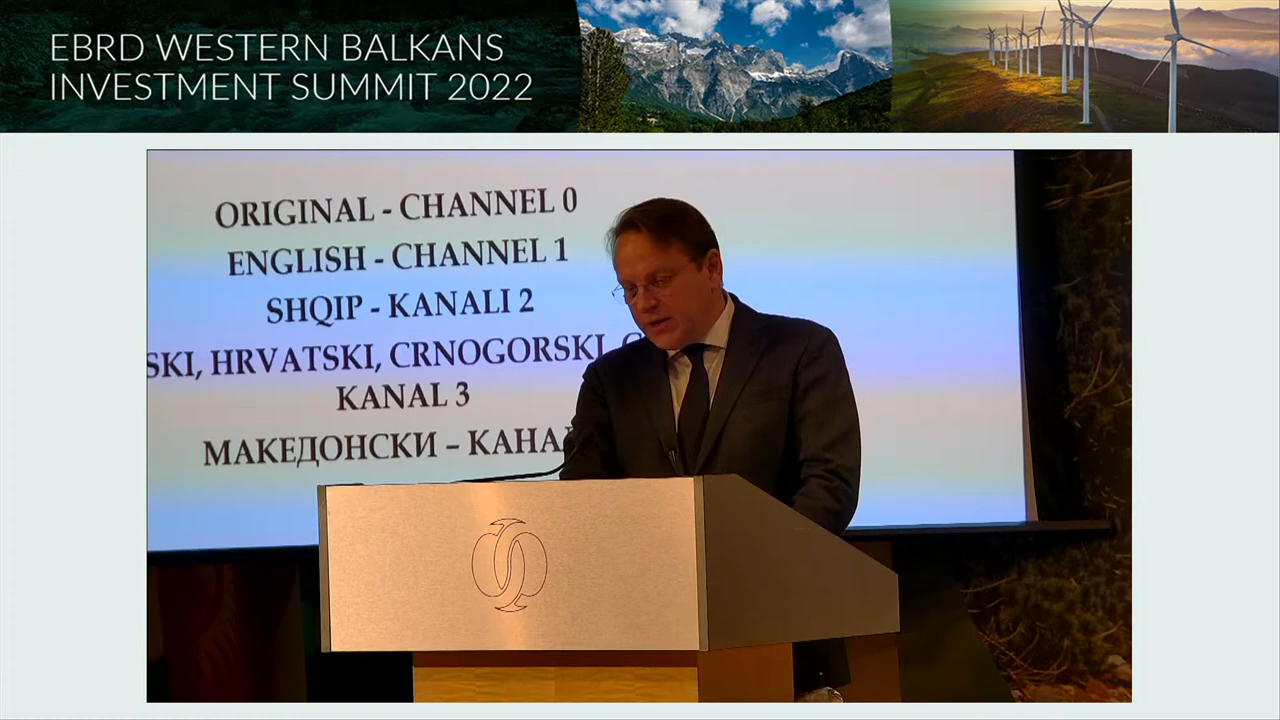 EBRD WESTERN BALKANS
INVESTMENT SUMMIT 2022
ORIGINAL - CHANNEL 0
ENGLISH - CHANNEL 1
SHQIP - KANALI 2
HRVATSKI, CRNOGORSKI,
KANAL 3
МАКЕДОНСКИ –